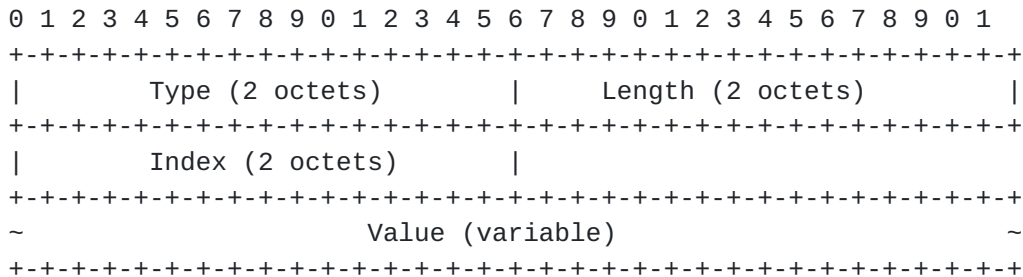 0 1 2 3 4 5 6 7 8 9 0 1 2 3 4 5 6 7 8 9 0 1 2 3 4 5 6 7 8 9 0 1
+-+-+-+-+-+-+-+-+-+-+-+-+-+-+-+-+-+-+-+-+-+-+-+-+-+-+-+-+-+-+-+-+
|        Type (2 octets)        |     Length (2 octets)         |
+-+-+-+-+-+-+-+-+-+-+-+-+-+-+-+-+-+-+-+-+-+-+-+-+-+-+-+-+-+-+-+-+
|        Index (2 octets)       |
+-+-+-+-+-+-+-+-+-+-+-+-+-+-+-+-+-+-+-+-+-+-+-+-+-+-+-+-+-+-+-+-+
~                      Value (variable)                         ~
+-+-+-+-+-+-+-+-+-+-+-+-+-+-+-+-+-+-+-+-+-+-+-+-+-+-+-+-+-+-+-+-+